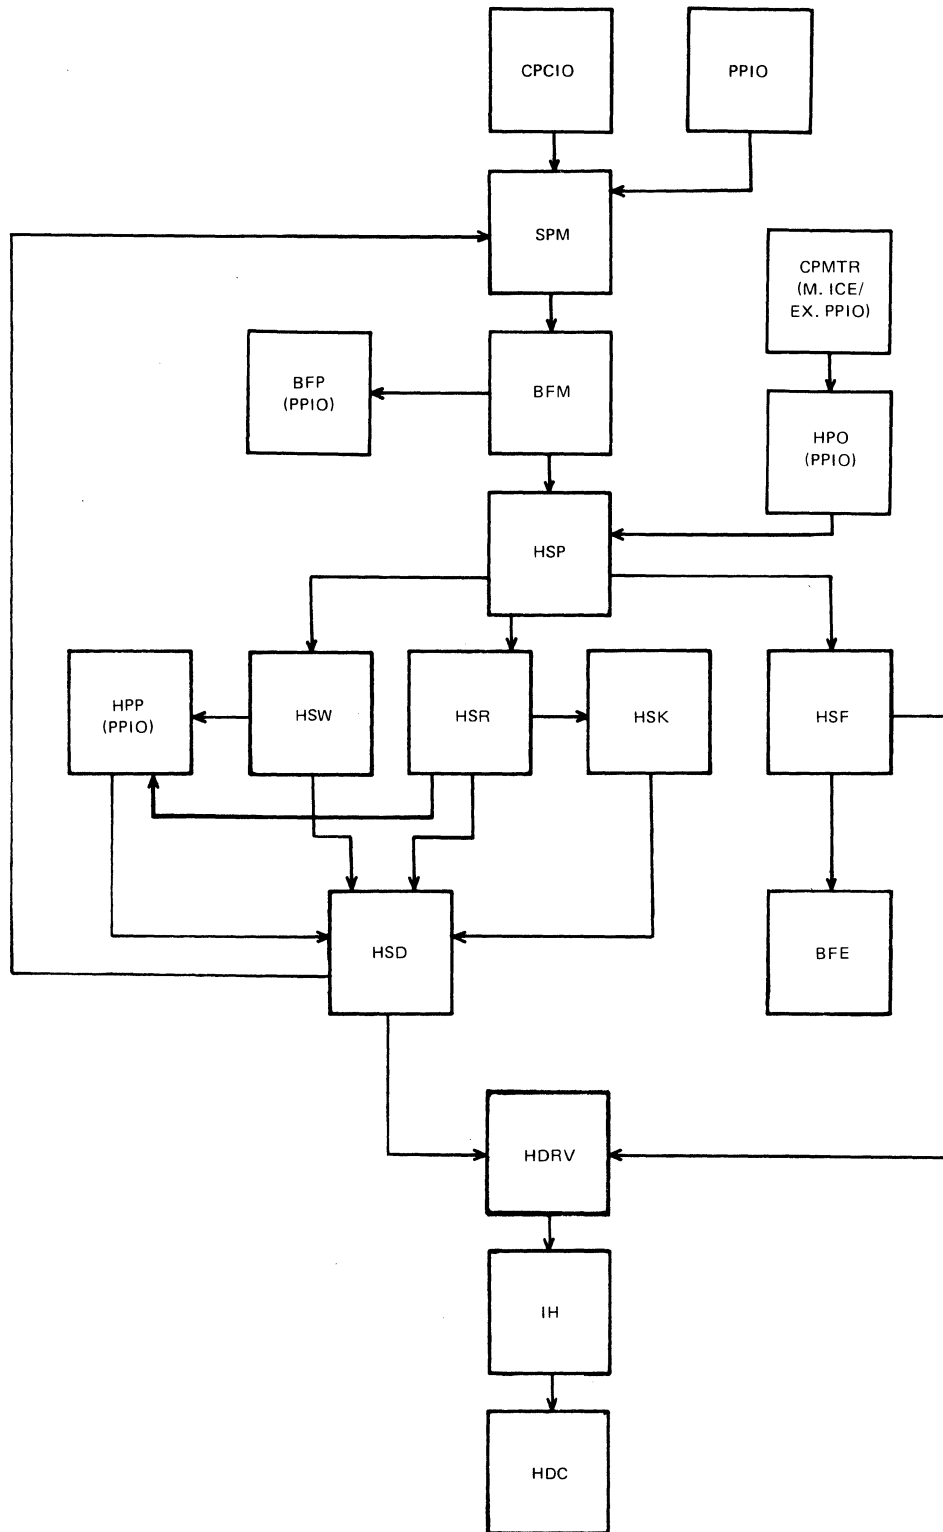 CPCIO
PPIO
SPM
CPMTR
(M. ICE/
EX. PPIO)
BFP
(PPIO)
BFM
HPO
(PPIO)
HSP
HPP
(PPIO)
HSW
HSR
HSK
HSF
HSD
BFE
HDRV
IH
HDC